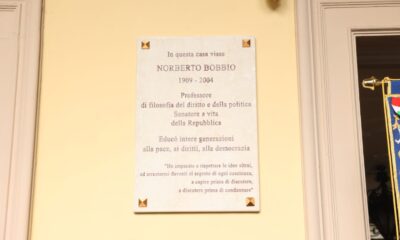 In questa casa visse
NORBERTO BOBBIO
1909 - 2004
Professore
di filosofia del diritto e della politica
Senatore a vita
della Repubblica
Educò intere generazioni
alla pace, ai diritti, alla democrazia
"Ho imparato a rispettare le idee altrui,
ad arrestarmi davanti al segreto di ogni coscienza,
a capire prima di discutere,
a discutere prima di condannare"